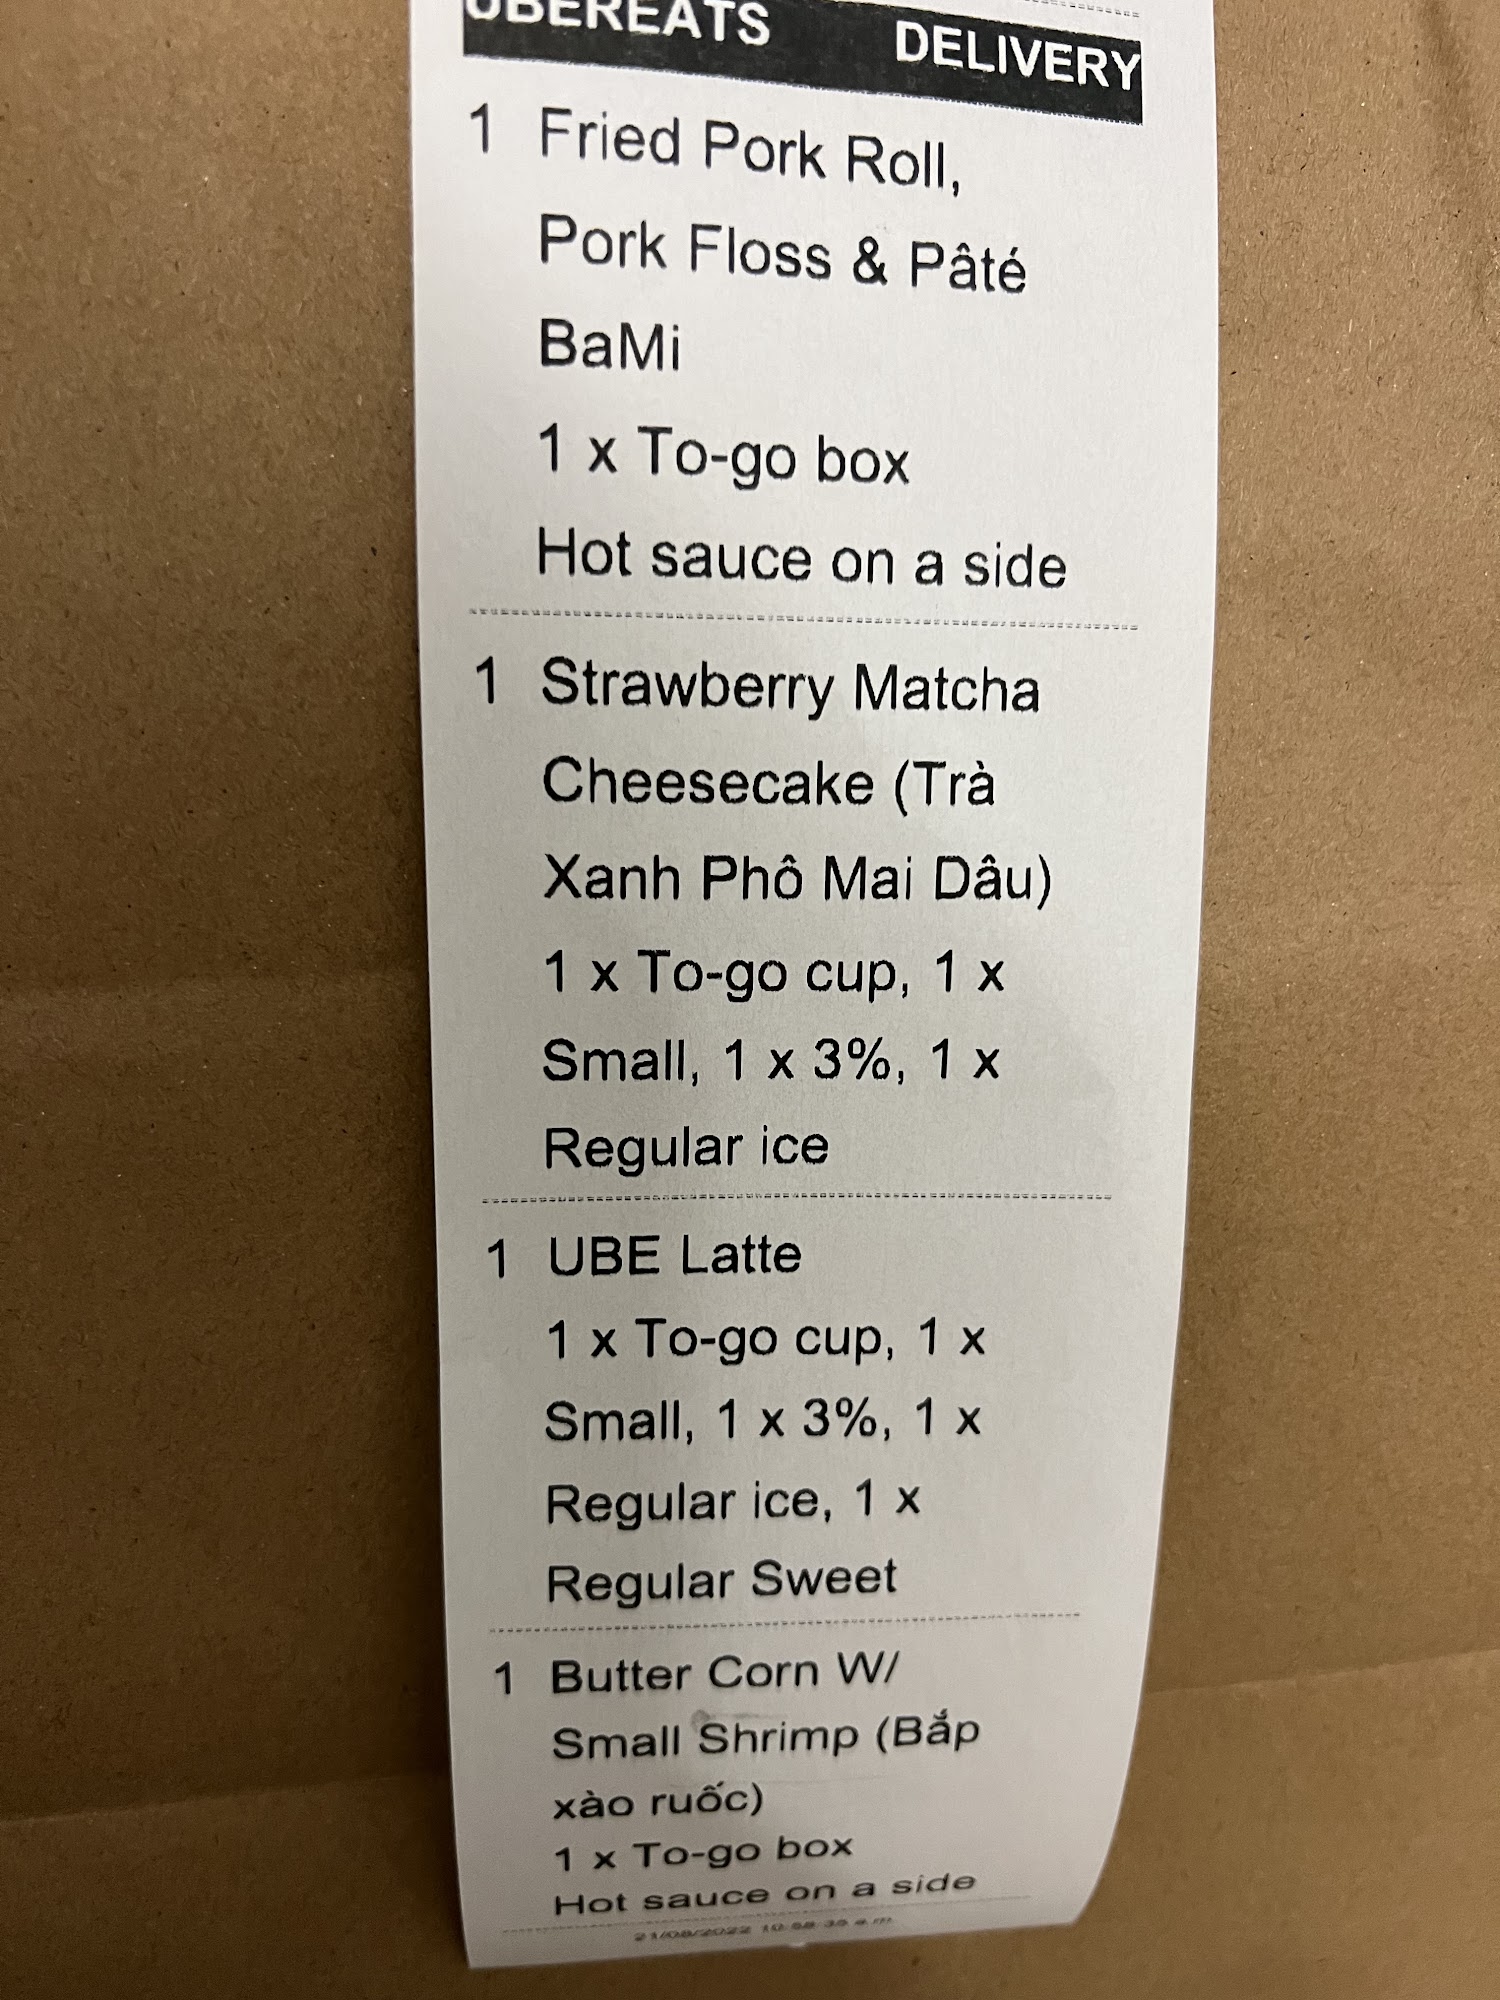 UBEREATS DELIVERY
1 Fried Pork Roll,
Pork Floss & Pâté
BaMi
1 x To-go box
Hot sauce on a side
1 Strawberry Matcha
Cheesecake (Trà
Xanh Phô Mai Dâu)
1 x To-go cup, 1 x
Small, 1 x 3%, 1 x
Regular ice
1 UBE Latte
1 x To-go cup, 1 x
Small, 1 x 3%, 1 x
Regular ice, 1 x
Regular Sweet
1 Butter Corn W/
Small Shrimp (Bắp
xào ruốc)
1 x To-go box
Hot sauce on a side
a.m.